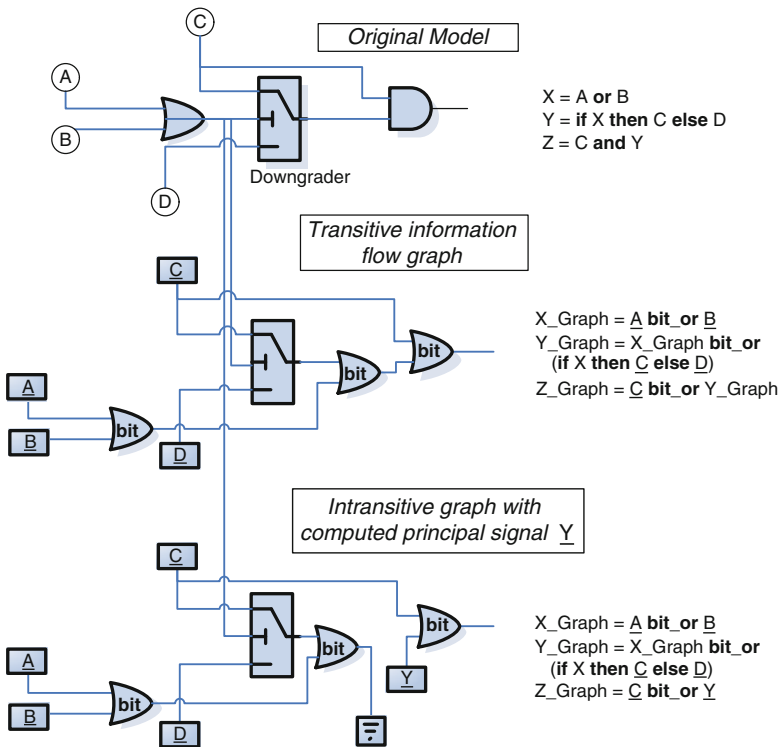 C
Original Model
A
B
D
Downgrader
X = A or B
Y = if X then C else D
Z = C and Y
Transitive information
flow graph
C
A
B
D
bit
bit
bit
X_Graph = A bit_or B
Y_Graph = X_Graph bit_or
(if X then C else D)
Z_Graph = C bit_or Y_Graph
Intransitive graph with
computed principal signal Y
C
A
B
D
bit
bit
bit
Y
X_Graph = A bit_or B
Y_Graph = X_Graph bit_or
(if X then C else D)
Z_Graph = C bit_or Y